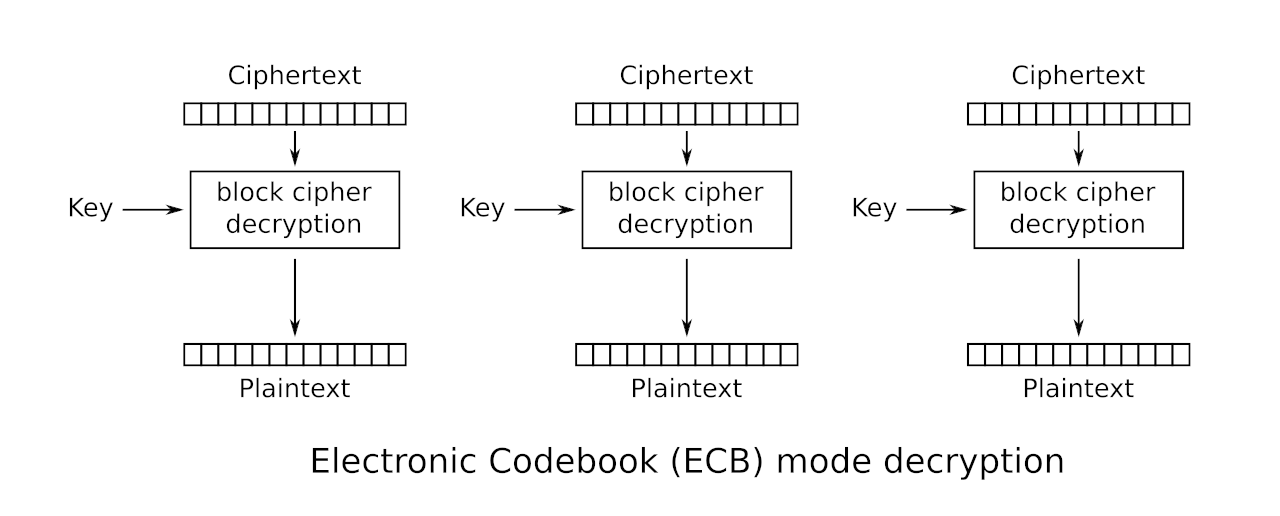 Ciphertext
Ciphertext
Ciphertext
Key
block cipher
decryption
Key
block cipher
decryption
Key
block cipher
decryption
Plaintext
Plaintext
Plaintext
Electronic Codebook (ECB) mode decryption